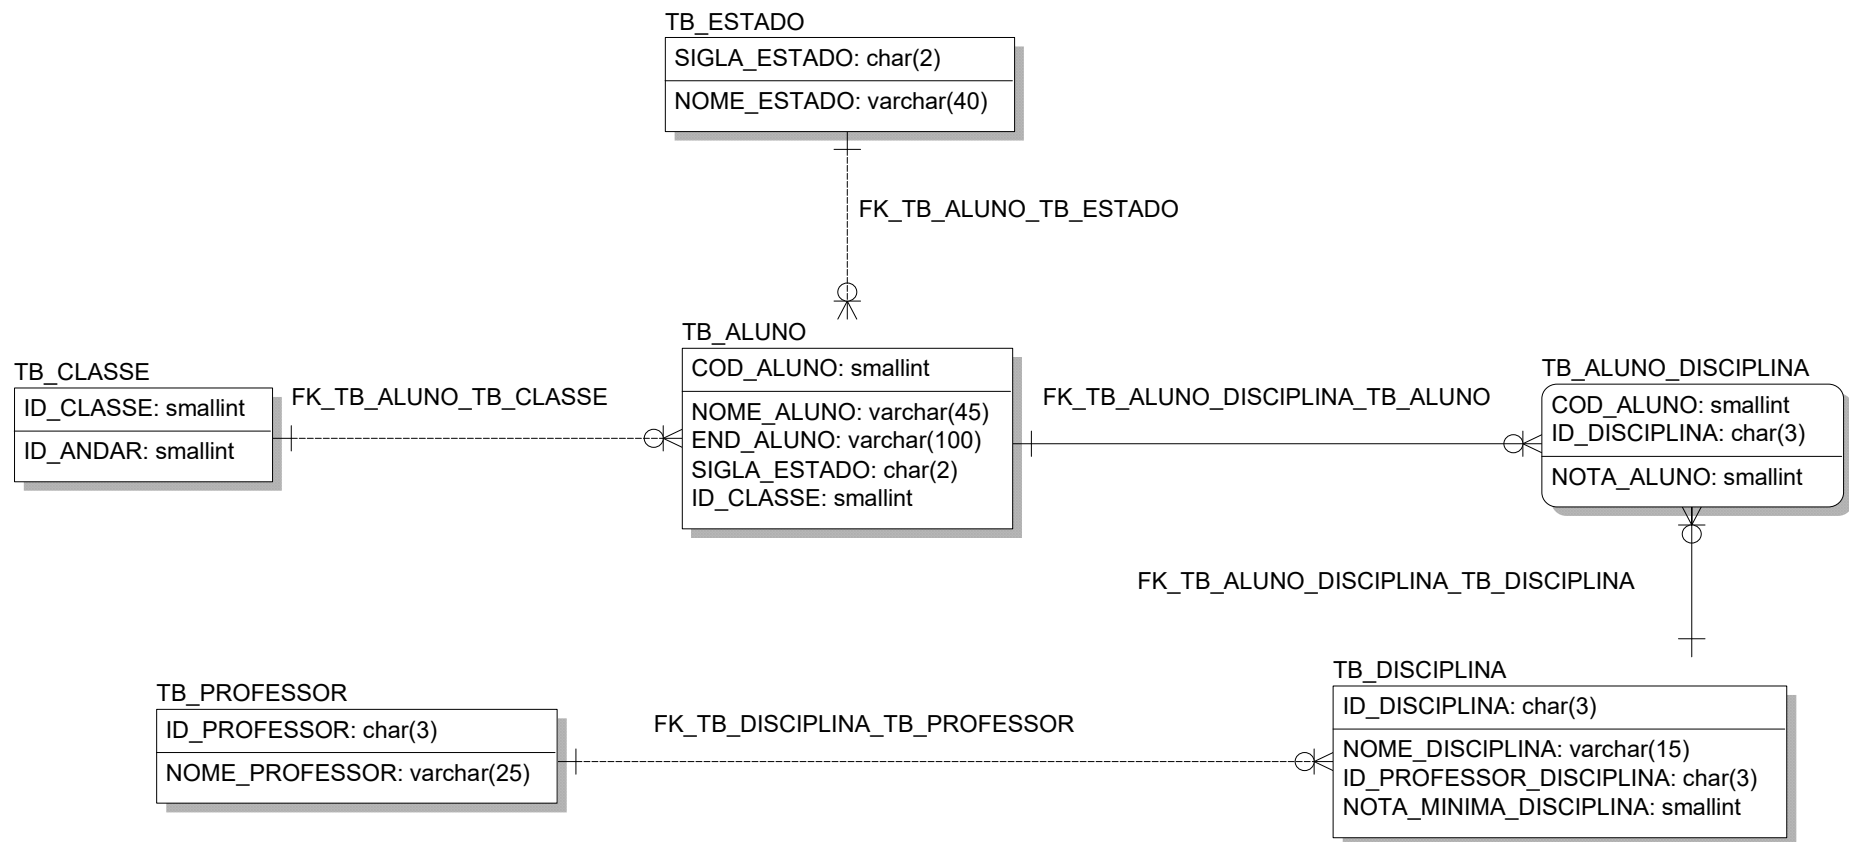 TB_ESTADO
SIGLA_ESTADO: char(2)
NOME_ESTADO: varchar(40)
FK_TB_ALUNO_TB_ESTADO
TB_CLASSE
ID_CLASSE: smallint
ID_ANDAR: smallint
FK_TB_ALUNO_TB_CLASSE
TB_ALUNO
COD_ALUNO: smallint
NOME_ALUNO: varchar(45)
END_ALUNO: varchar(100)
SIGLA_ESTADO: char(2)
ID_CLASSE: smallint
FK_TB_ALUNO_DISCIPLINA_TB_ALUNO
TB_ALUNO_DISCIPLINA
COD_ALUNO: smallint
ID_DISCIPLINA: char(3)
NOTA_ALUNO: smallint
FK_TB_ALUNO_DISCIPLINA_TB_DISCIPLINA
TB_PROFESSOR
ID_PROFESSOR: char(3)
NOME_PROFESSOR: varchar(25)
FK_TB_DISCIPLINA_TB_PROFESSOR
TB_DISCIPLINA
ID_DISCIPLINA: char(3)
NOME_DISCIPLINA: varchar(15)
ID_PROFESSOR_DISCIPLINA: char(3)
NOTA_MINIMA_DISCIPLINA: smallint